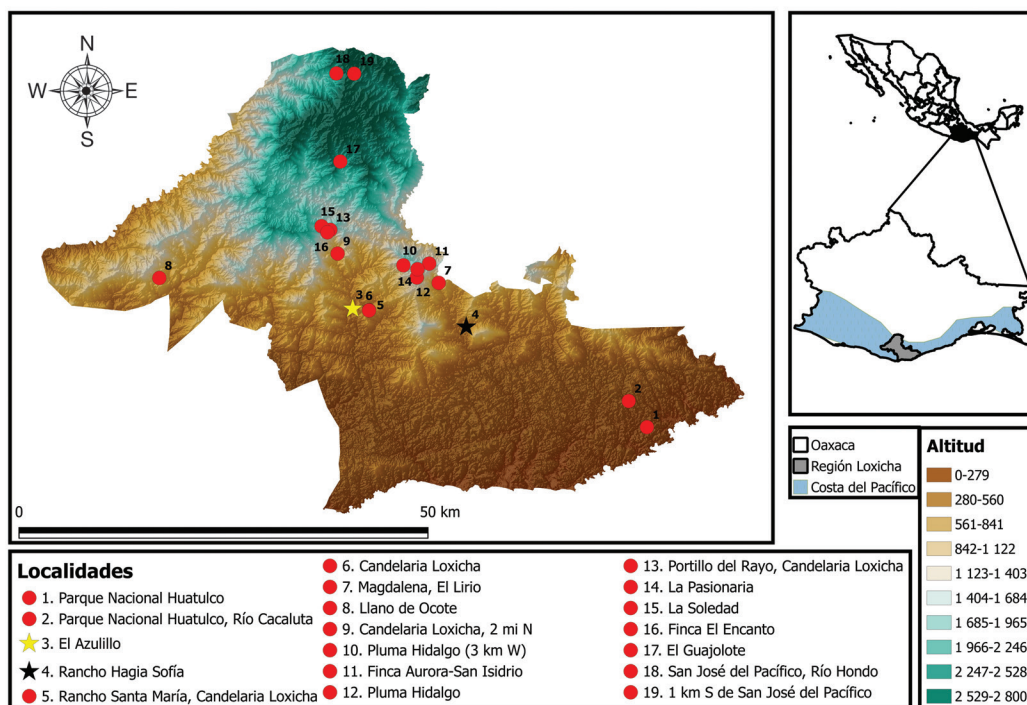 N
W
E
S
18
19
17
15
13
16
9
10
11
14
12
7
8
3
6
5
4
2
1
0
50 km
Localidades
1. Parque Nacional Huatulco
2. Parque Nacional Huatulco, Río Cacaluta
3. El Azulillo
4. Rancho Hagia Sofía
5. Rancho Santa María, Candelaria Loxicha
6. Candelaria Loxicha
7. Magdalena, El Lirio
8. Llano de Ocote
9. Candelaria Loxicha, 2 mi N
10. Pluma Hidalgo (3 km W)
11. Finca Aurora-San Isidrio
12. Pluma Hidalgo
13. Portillo del Rayo, Candelaria Loxicha
14. La Pasionaria
15. La Soledad
16. Finca El Encanto
17. El Guajolote
18. San José del Pacífico, Río Hondo
19. 1 km S de San José del Pacífico
Oaxaca
Región Loxicha
Costa del Pacífico
Altitud
0-279
280-560
561-841
842-1 122
1 123-1 403
1 404-1 684
1 685-1 965
1 966-2 246
2 247-2 528
2 529-2 800